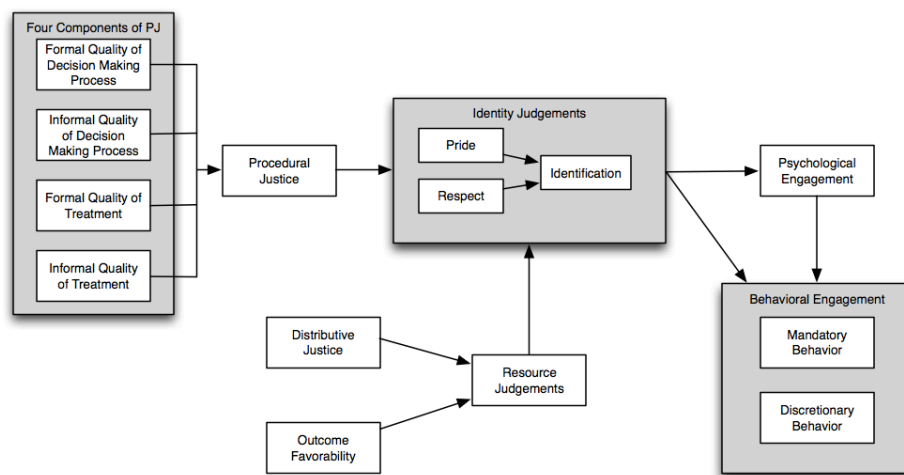 Four Components of PJ
Formal Quality of
Decision Making
Process
Informal Quality
of Decision
Making Process
Formal Quality of
Treatment
Informal Quality
of Treatment
Procedural
Justice
Identity Judgements
Pride
Respect
Identification
Psychological
Engagement
Distributive
Justice
Outcome
Favorability
Resource
Judgements
Behavioral Engagement
Mandatory
Behavior
Discretionary
Behavior